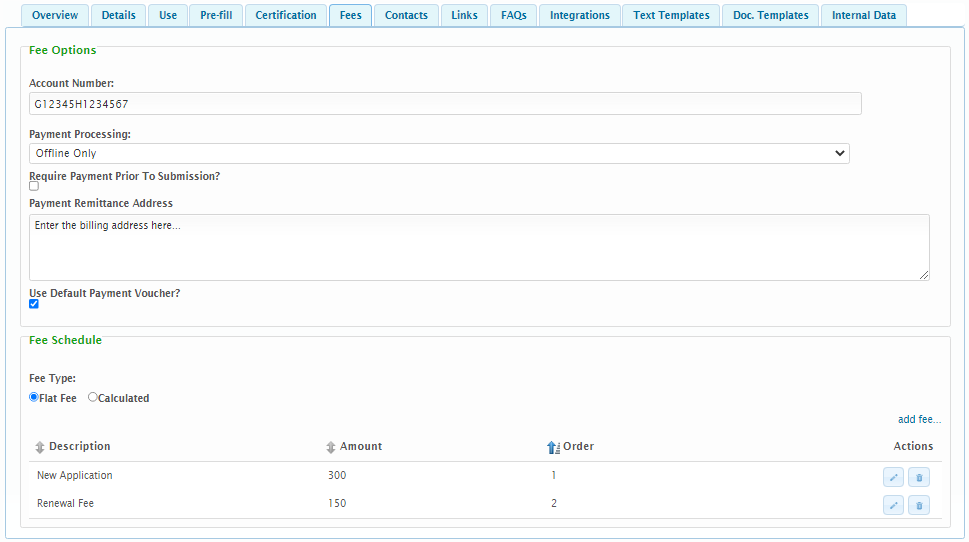 Overview Details Use Pre-fill Certification Fees Contacts Links FAQs Integrations Text Templates Doc. Templates Internal Data
Fee Options
Account Number:
G12345H1234567
Payment Processing:
Offline Only
Require Payment Prior To Submission?
Payment Remittance Address
Enter the billing address here...
Use Default Payment Voucher?
Fee Schedule
Fee Type:
Flat Fee Calculated
add fee...
Description Amount Order Actions
New Application 300 1
Renewal Fee 150 2